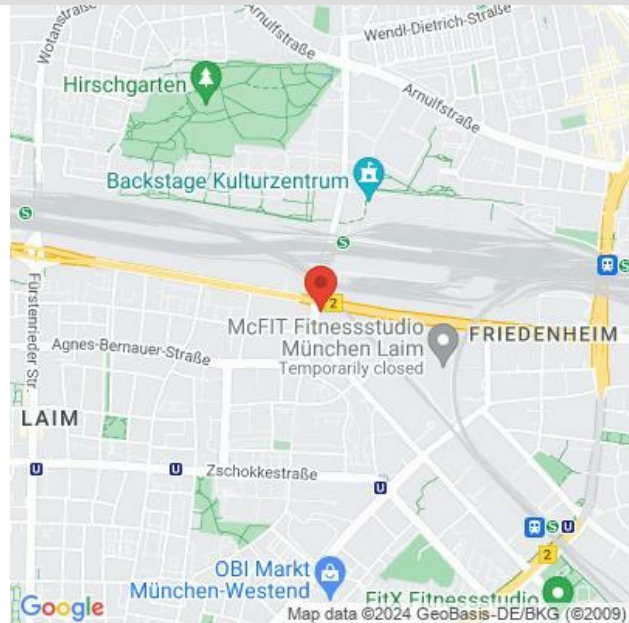 Wotanstraße
Arnulfstraße
Wendl-Dietrich-Straße
Hirschgarten
Arnulfstraße
Backstage Kulturzentrum
S
S
S
2
Fürstenrieder Str.
McFIT Fitnessstudio
München Laim
Temporarily closed
FRIEDENHEIM
Agnes-Bernauer-Straße
LAIM
U
U
Zschokkestraße
U
S
U
2
OBI Markt
München-Westend
FitX Fitnessstudio
Google
Map data ©2024 GeoBasis-DE/BKG (©2009)